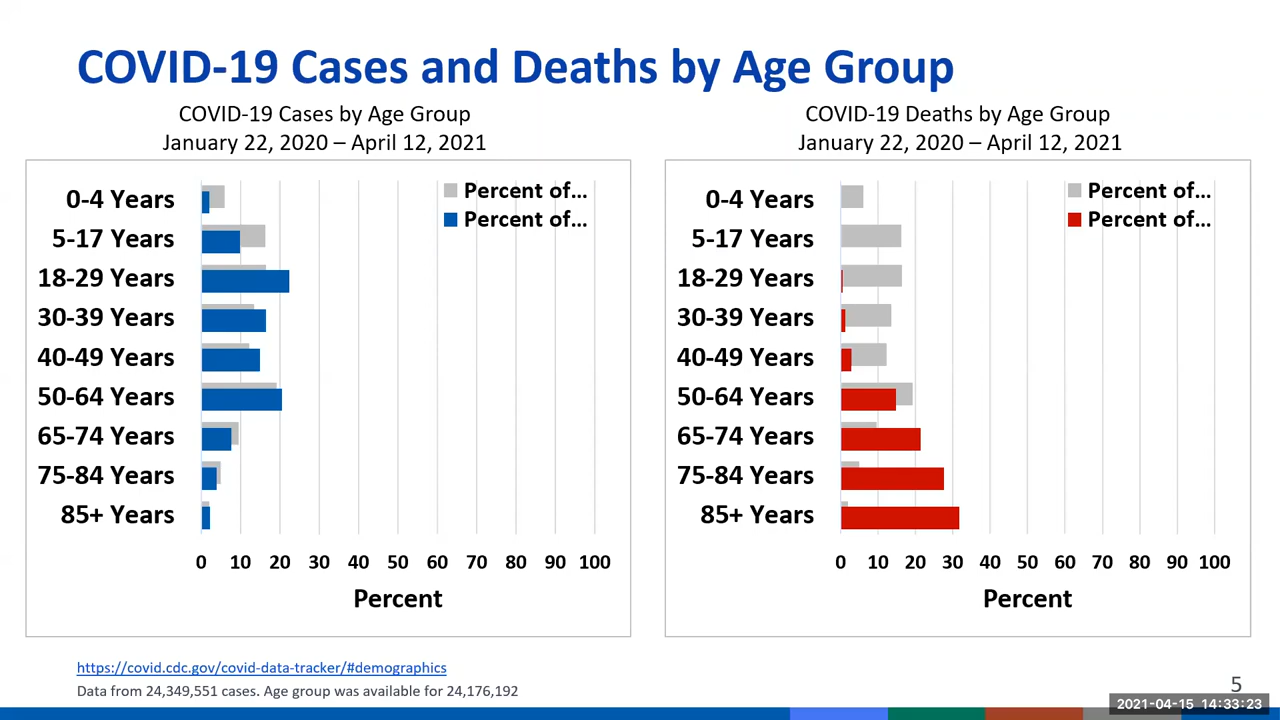 COVID-19 Cases and Deaths by Age Group
COVID-19 Cases by Age Group
January 22, 2020 – April 12, 2021
0-4 Years
5-17 Years
18-29 Years
30-39 Years
40-49 Years
50-64 Years
65-74 Years
75-84 Years
85+ Years
Percent of...
Percent of...
0 10 20 30 40 50 60 70 80 90 100
Percent
COVID-19 Deaths by Age Group
January 22, 2020 – April 12, 2021
0-4 Years
5-17 Years
18-29 Years
30-39 Years
40-49 Years
50-64 Years
65-74 Years
75-84 Years
85+ Years
Percent of...
Percent of...
0 10 20 30 40 50 60 70 80 90 100
Percent
https://covid.cdc.gov/covid-data-tracker/#demographics
Data from 24,349,551 cases. Age group was available for 24,176,192
5
2021-04-15 14:33:23